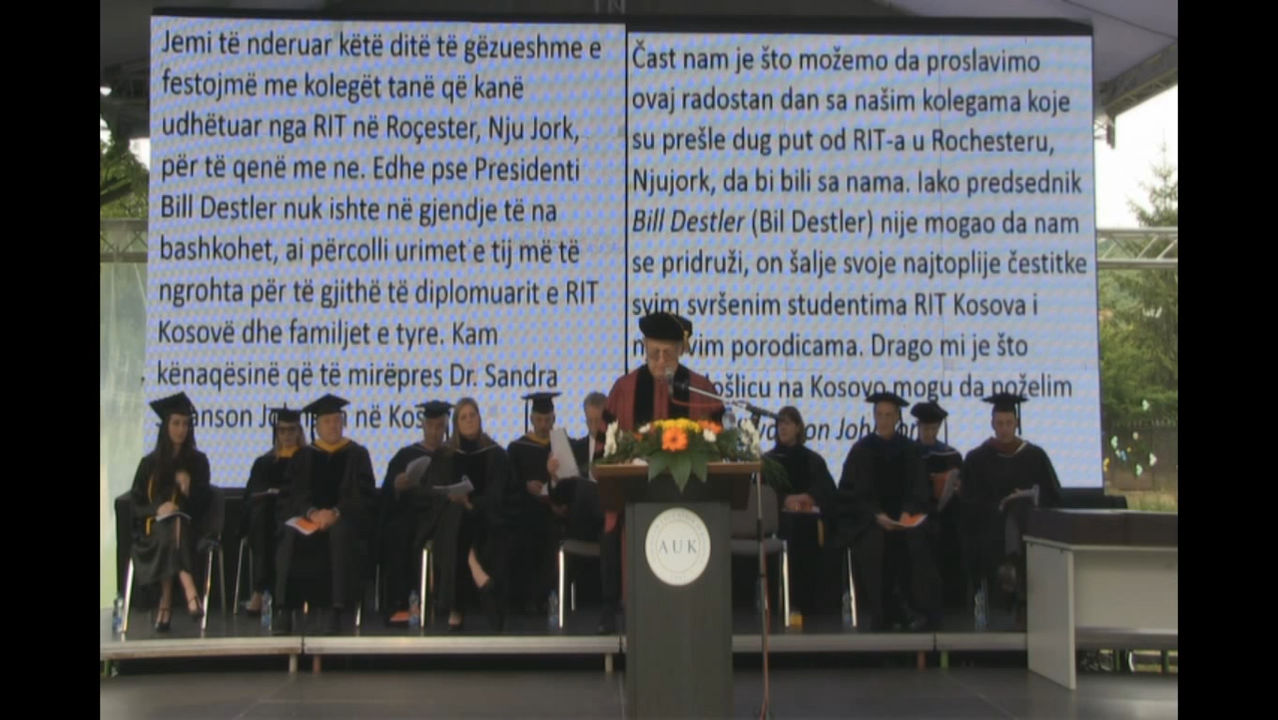 Jemi të nderuar këtë ditë të gëzueshme e
festojmë me kolegët tanë që kanë
udhëtuar nga RIT në Roçester, Nju Jork,
për të qenë me ne. Edhe pse Presidenti
Bill Destler nuk ishte në gjendje të na
bashkohet, ai përcolli urimet e tij më të
ngrohta për të gjithë të diplomuarit e RIT
Kosovë dhe familjet e tyre. Kam
kënaqësinë që të mirëpres Dr. Sandra
në
Čast nam je što možemo da proslavimo
ovaj radostan dan sa našim kolegama koje
su prešle dug put od RIT-a u Rochesteru,
Njujork, da bi bili sa nama. Iako predsednik
Bill Destler (Bil Destler) nije mogao da nam
se pridruži, on šalje svoje najtoplije čestitke
svim svršenim studentima RIT Kosova i
porodicama. Drago mi je što
na Kosovo mogu da poželim
AUK